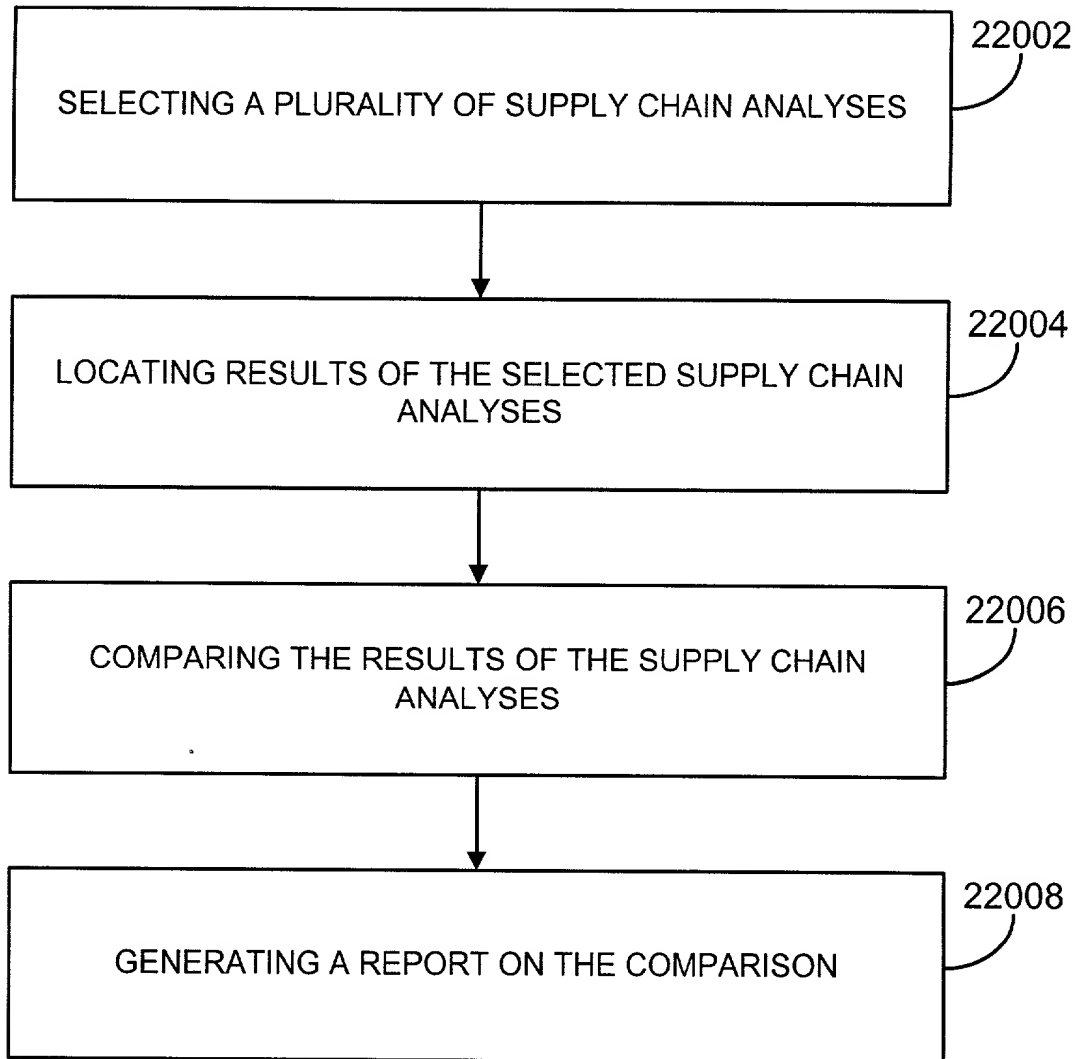 22002
SELECTING A PLURALITY OF SUPPLY CHAIN ANALYSES
22004
LOCATING RESULTS OF THE SELECTED SUPPLY CHAIN
ANALYSES
22006
COMPARING THE RESULTS OF THE SUPPLY CHAIN
ANALYSES
22008
GENERATING A REPORT ON THE COMPARISON